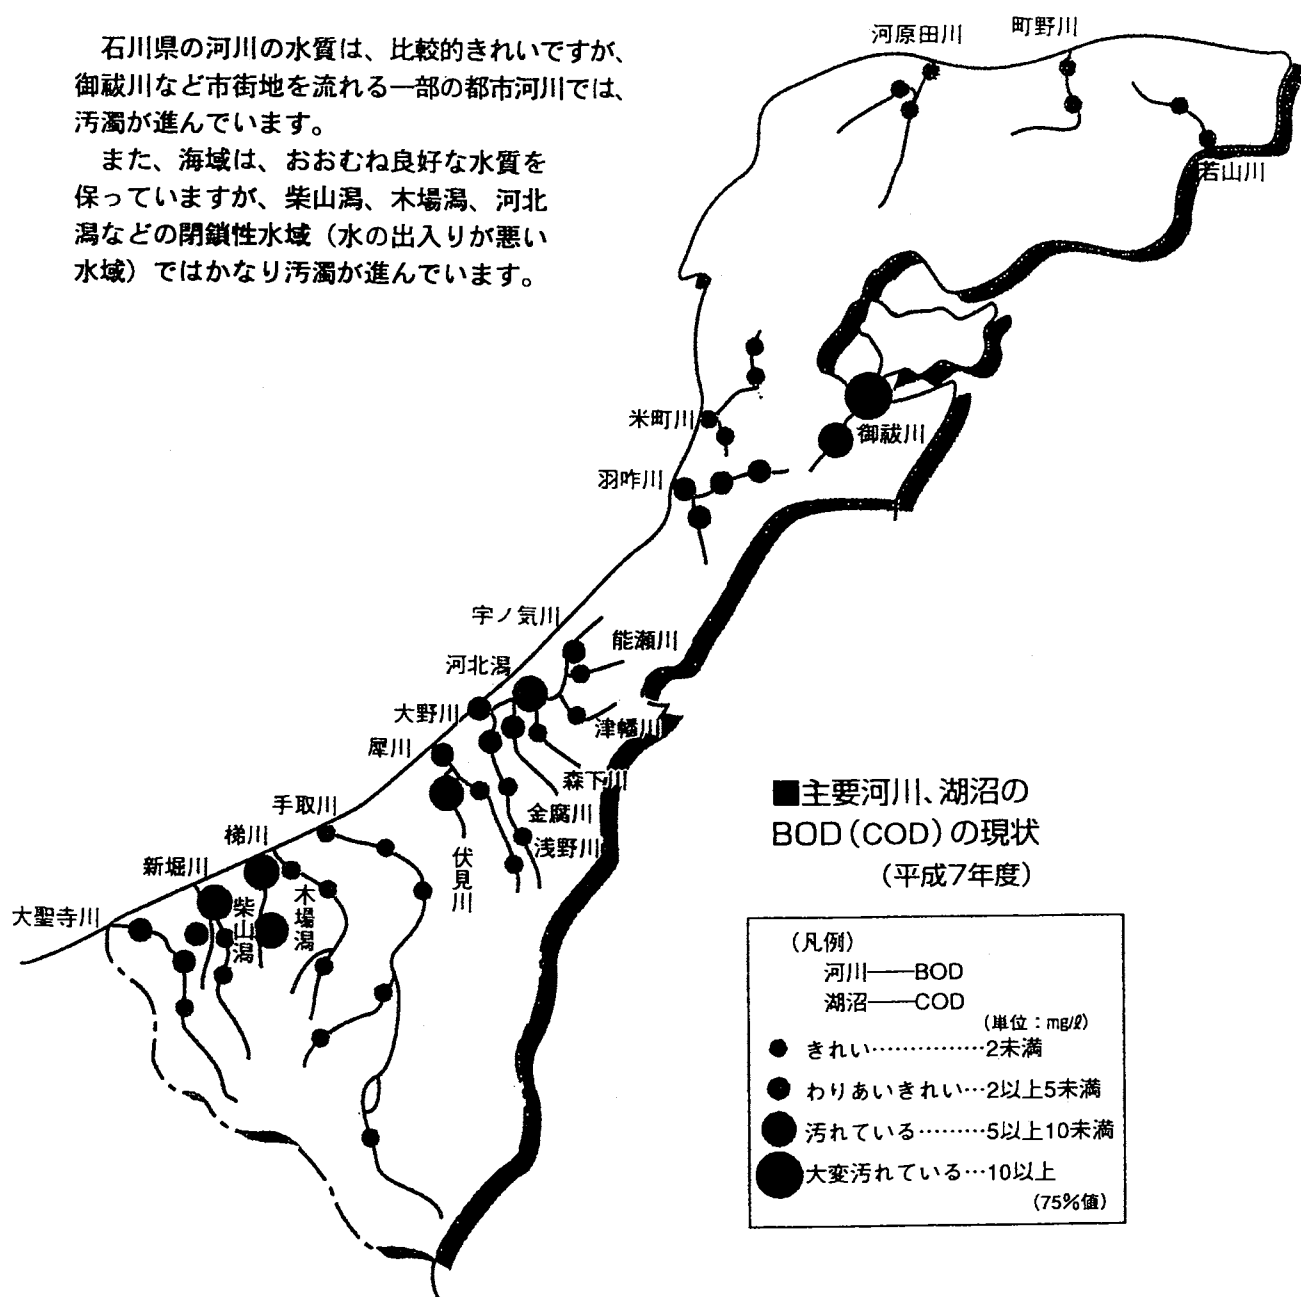 石川県の河川の水質は、比較的きれいですが、
御祓川など市街地を流れる一部の都市河川では、
汚濁が進んでいます。
また、海域は、おおむね良好な水質を
保っていますが、柴山潟、木場潟、河北
潟などの閉鎖性水域（水の出入りが悪い
水域）ではかなり汚濁が進んでいます。
河原田川
町野川
若山川
米町川
御祓川
羽咋川
宇ノ気川
能瀬川
河北潟
大野川
津幡川
犀川
森下川
手取川
金腐川
梯川
浅野川
伏見川
新堀川
木場潟
柴山潟
大聖寺川
■主要河川、湖沼の
BOD（COD）の現状
（平成7年度）
（凡例）
河川――BOD
湖沼――COD
（単位：mg/ℓ）
きれい……………2未満
わりあいきれい…2以上5未満
汚れている………5以上10未満
大変汚れている…10以上
（75％値）